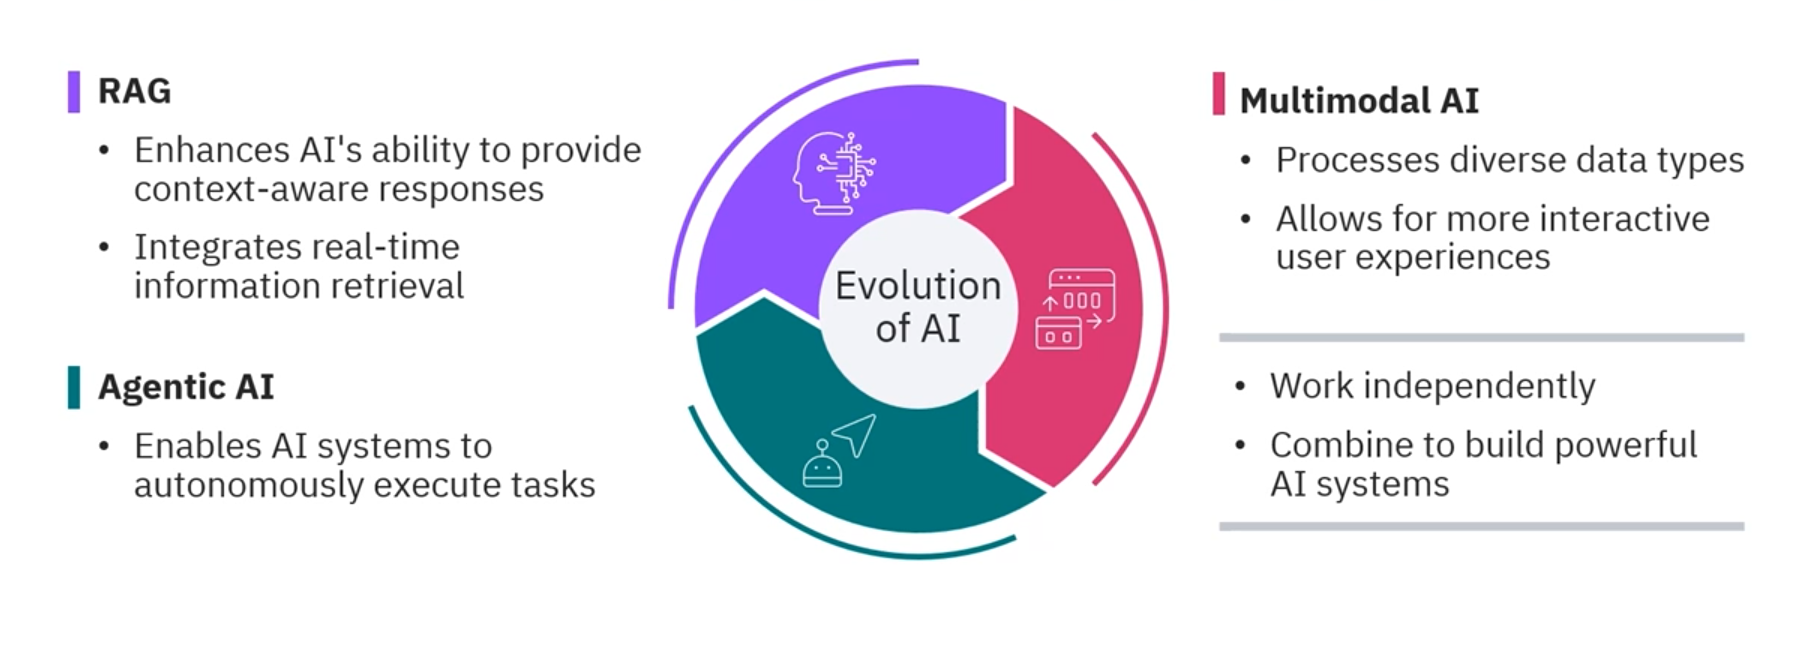 RAG
• Enhances AI's ability to provide
context-aware responses
• Integrates real-time
information retrieval
Agentic AI
• Enables AI systems to
autonomously execute tasks
Evolution
of AI
Multimodal AI
• Processes diverse data types
• Allows for more interactive
user experiences
• Work independently
• Combine to build powerful
AI systems